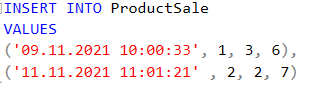 INSERT INTO ProductSale
VALUES
('09.11.2021 10:00:33', 1, 3, 6),
('11.11.2021 11:01:21' , 2, 2, 7)